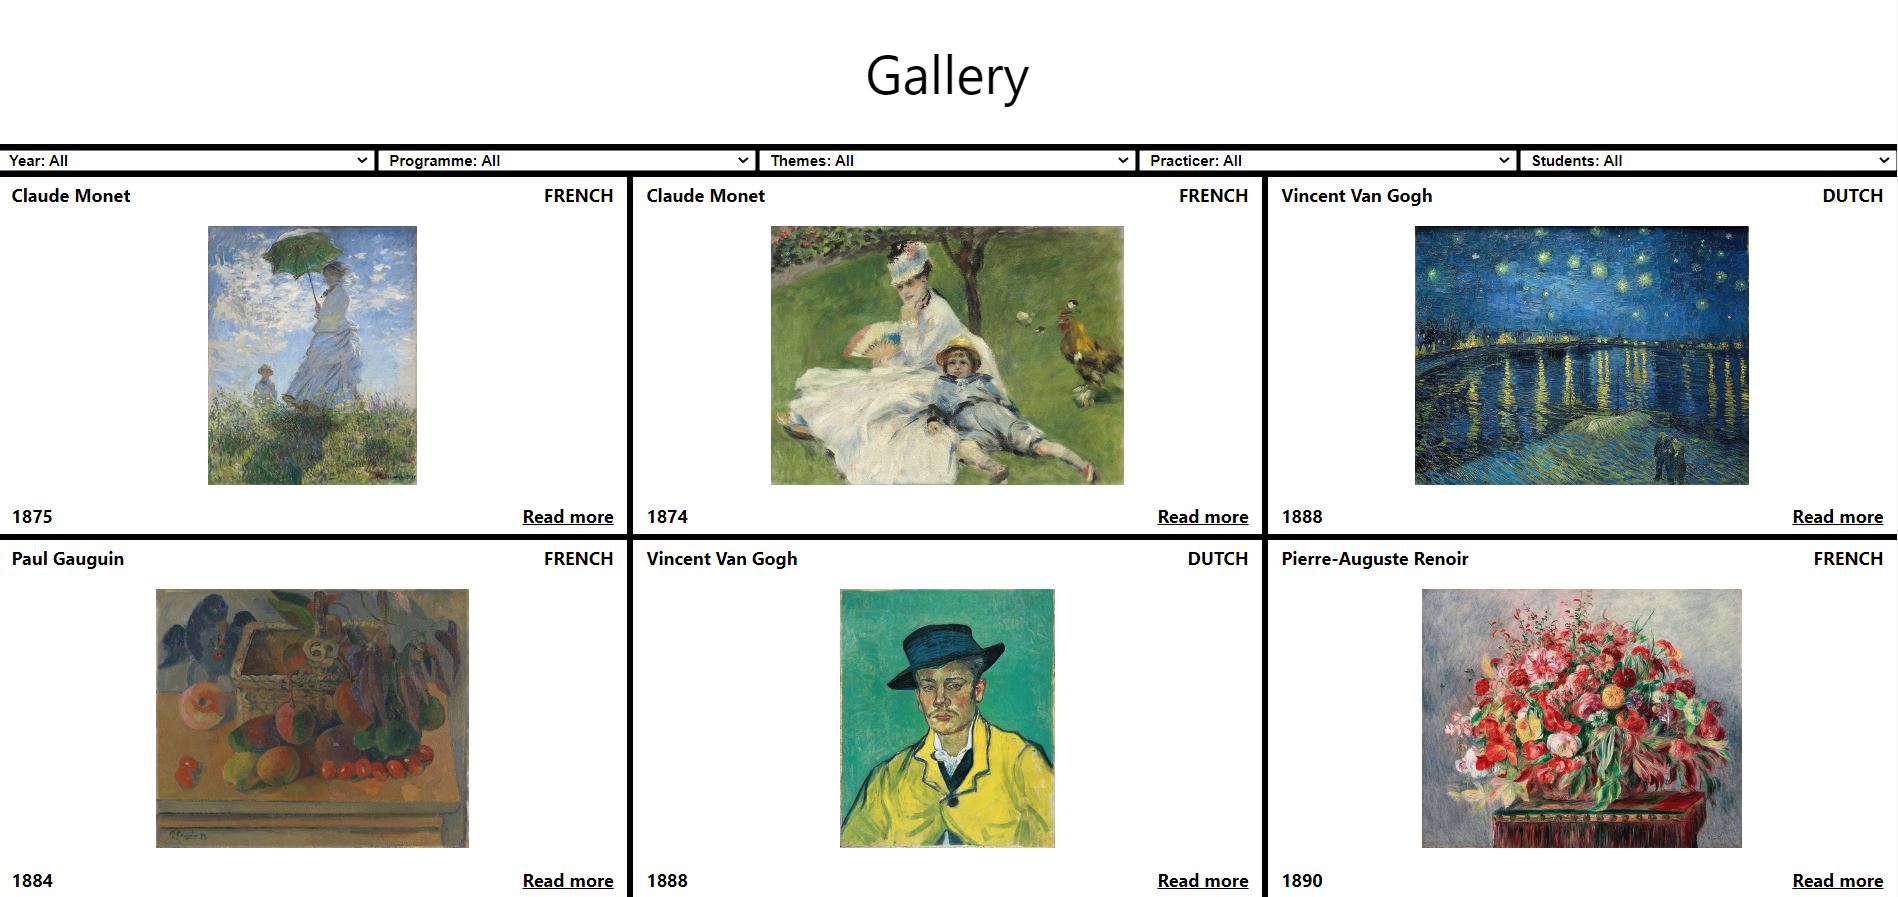 Gallery
Year: All
Programme: All
Themes: All
Practicer: All
Students: All
Claude Monet
FRENCH
1875
Read more
Claude Monet
FRENCH
1874
Read more
Vincent Van Gogh
DUTCH
1888
Read more
Paul Gauguin
FRENCH
1884
Read more
Vincent Van Gogh
DUTCH
1888
Read more
Pierre-Auguste Renoir
FRENCH
1890
Read more